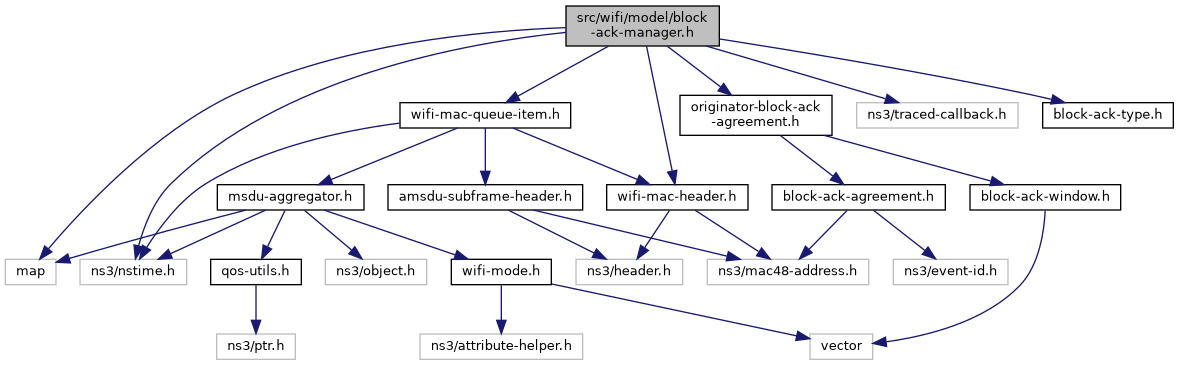 src/wifi/model/block
-ack-manager.h
wifi-mac-queue-item.h
originator-block-ack
-agreement.h
ns3/traced-callback.h
block-ack-type.h
msdu-aggregator.h
amsdu-subframe-header.h
wifi-mac-header.h
block-ack-agreement.h
block-ack-window.h
map
ns3/nstime.h
qos-utils.h
ns3/object.h
wifi-mode.h
ns3/header.h
ns3/mac48-address.h
ns3/event-id.h
ns3/ptr.h
ns3/attribute-helper.h
vector